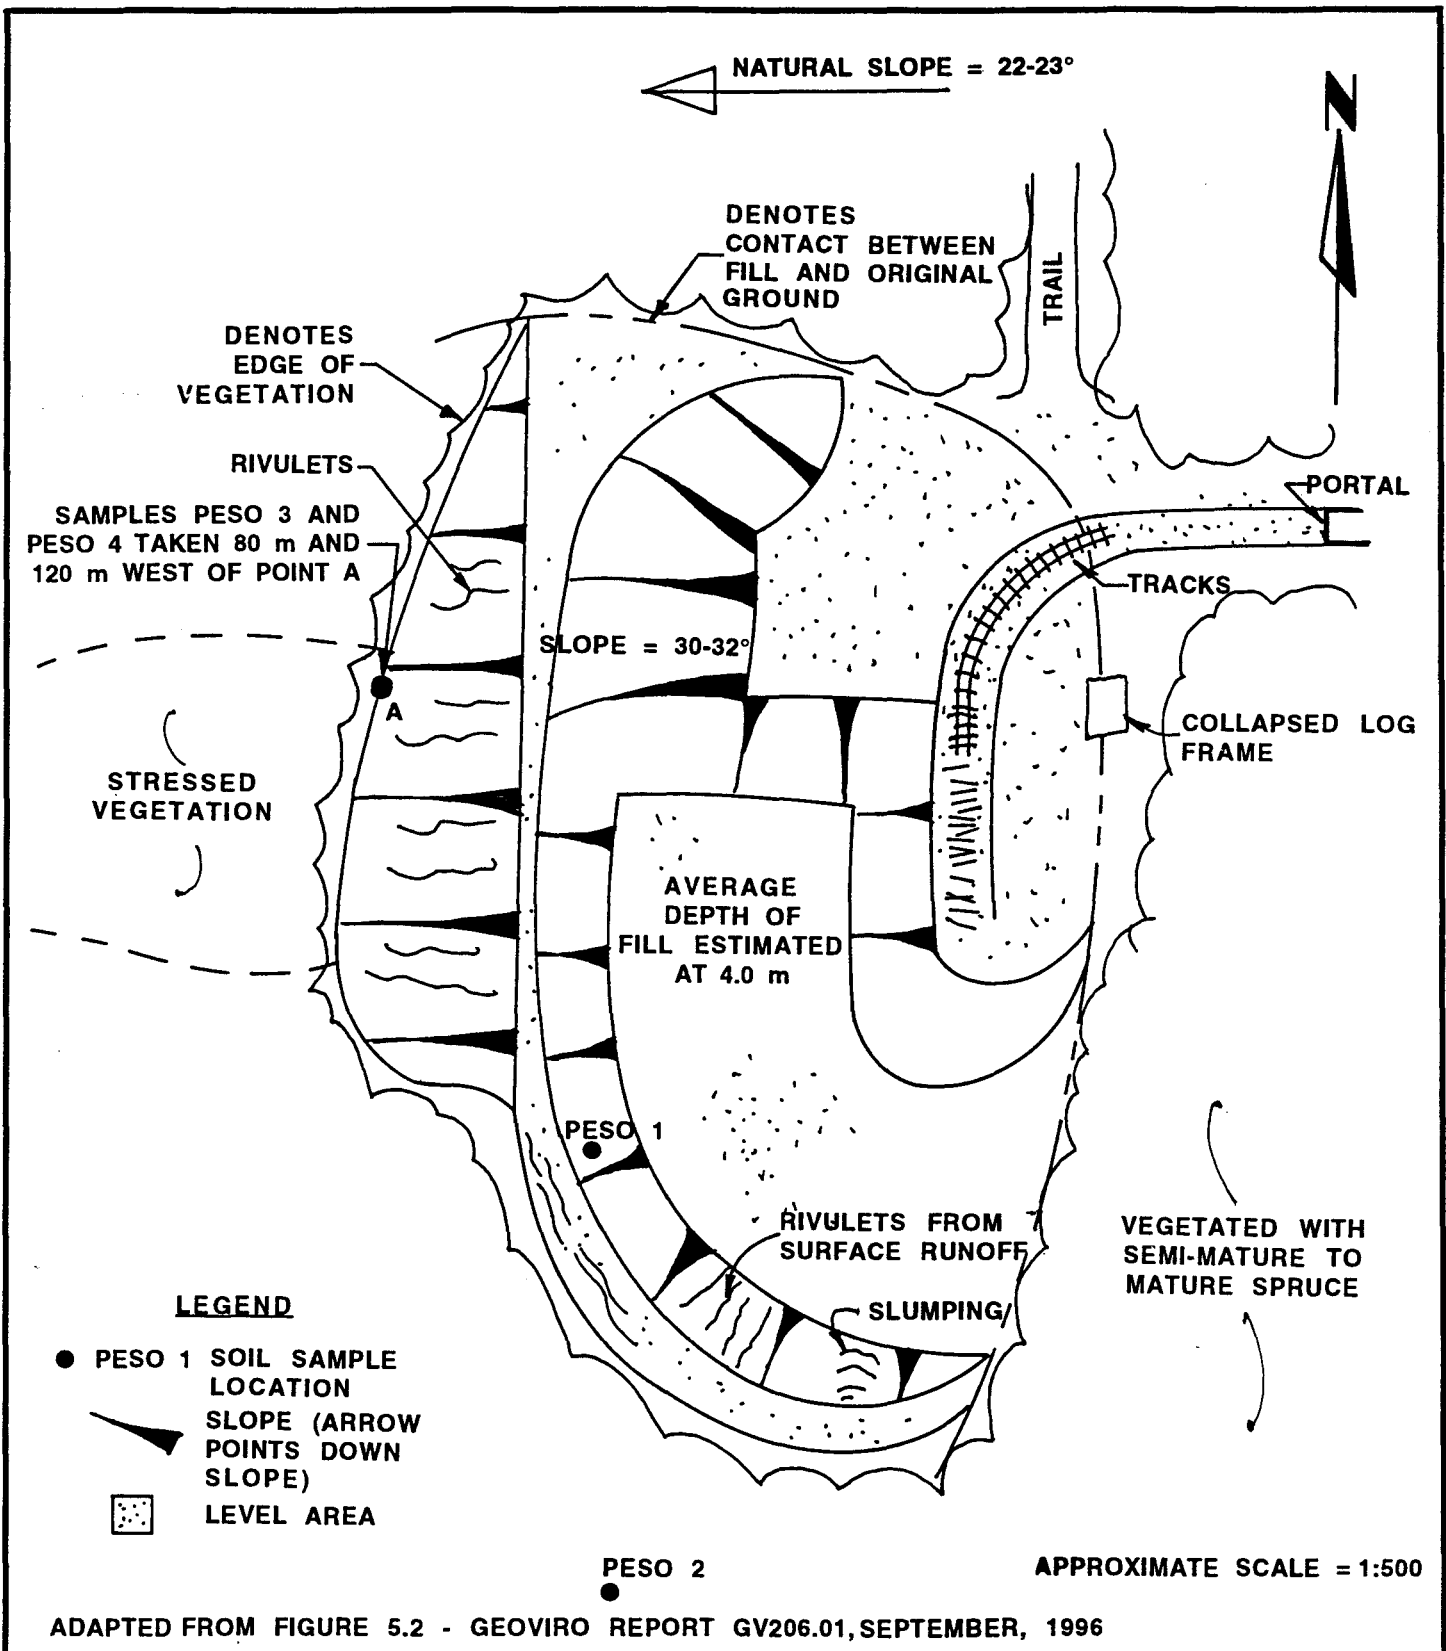 NATURAL SLOPE = 22-23°
N
DENOTES
CONTACT BETWEEN
FILL AND ORIGINAL
GROUND
TRAIL
DENOTES
EDGE OF
VEGETATION
RIVULETS
SAMPLES PESO 3 AND
PESO 4 TAKEN 80 m AND
120 m WEST OF POINT A
PORTAL
TRACKS
SLOPE = 30-32°
A
COLLAPSED LOG
FRAME
STRESSED
VEGETATION
AVERAGE
DEPTH OF
FILL ESTIMATED
AT 4.0 m
PESO 1
RIVULETS FROM
SURFACE RUNOFF
SLUMPING
VEGETATED WITH
SEMI-MATURE TO
MATURE SPRUCE
LEGEND
PESO 1 SOIL SAMPLE
LOCATION
SLOPE (ARROW
POINTS DOWN
SLOPE)
LEVEL AREA
PESO 2
APPROXIMATE SCALE = 1:500
ADAPTED FROM FIGURE 5.2 - GEOVIRO REPORT GV206.01, SEPTEMBER, 1996